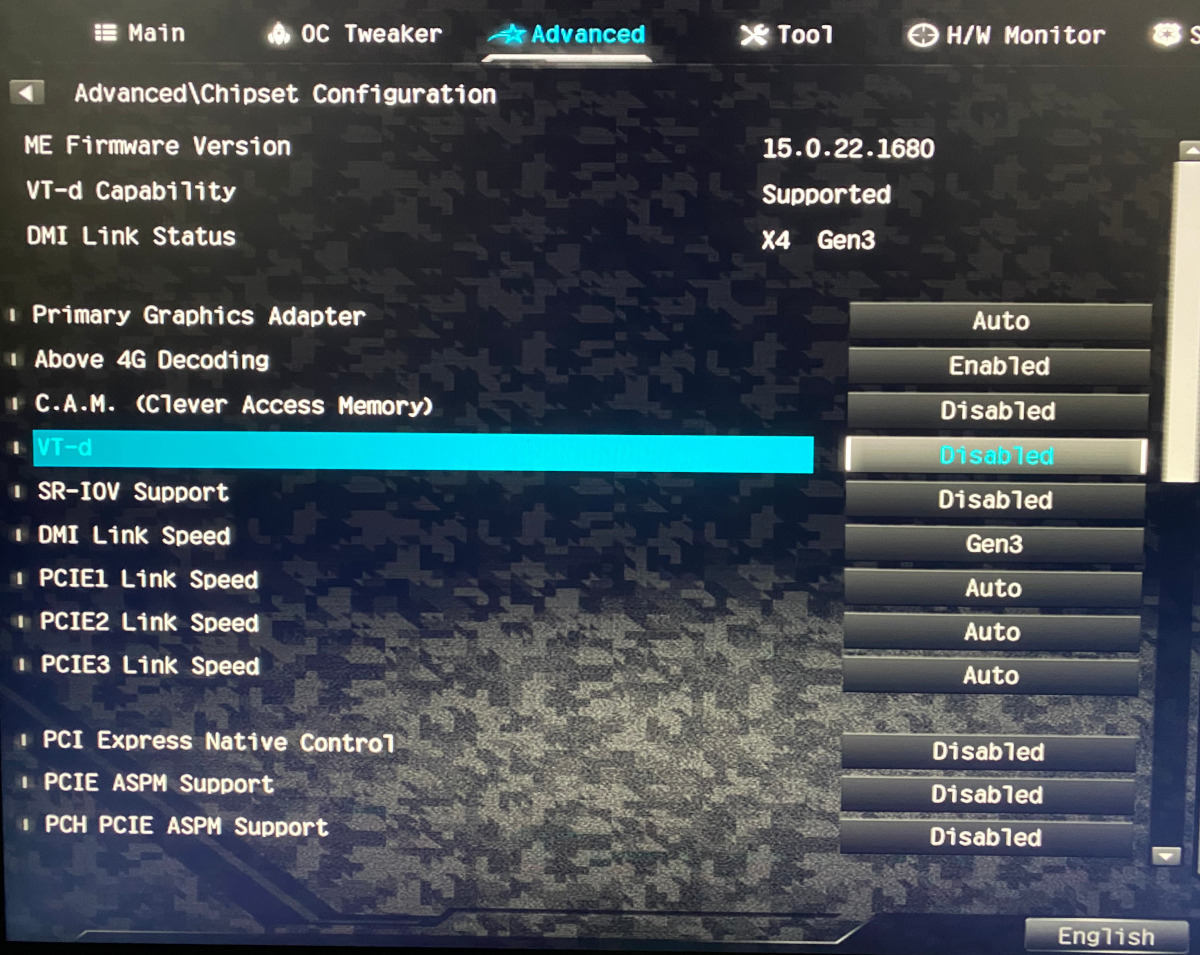 Main OC Tweaker Advanced Tool H/W Monitor S
Advanced\Chipset Configuration
ME Firmware Version 15.0.22.1680
VT-d Capability Supported
DMI Link Status X4 Gen3
Primary Graphics Adapter Auto
Above 4G Decoding Enabled
C.A.M. (Clever Access Memory) Disabled
VT-d Disabled
SR-IOV Support Disabled
DMI Link Speed Gen3
PCIE1 Link Speed Auto
PCIE2 Link Speed Auto
PCIE3 Link Speed Auto
PCI Express Native Control Disabled
PCIE ASPM Support Disabled
PCH PCIE ASPM Support Disabled
English